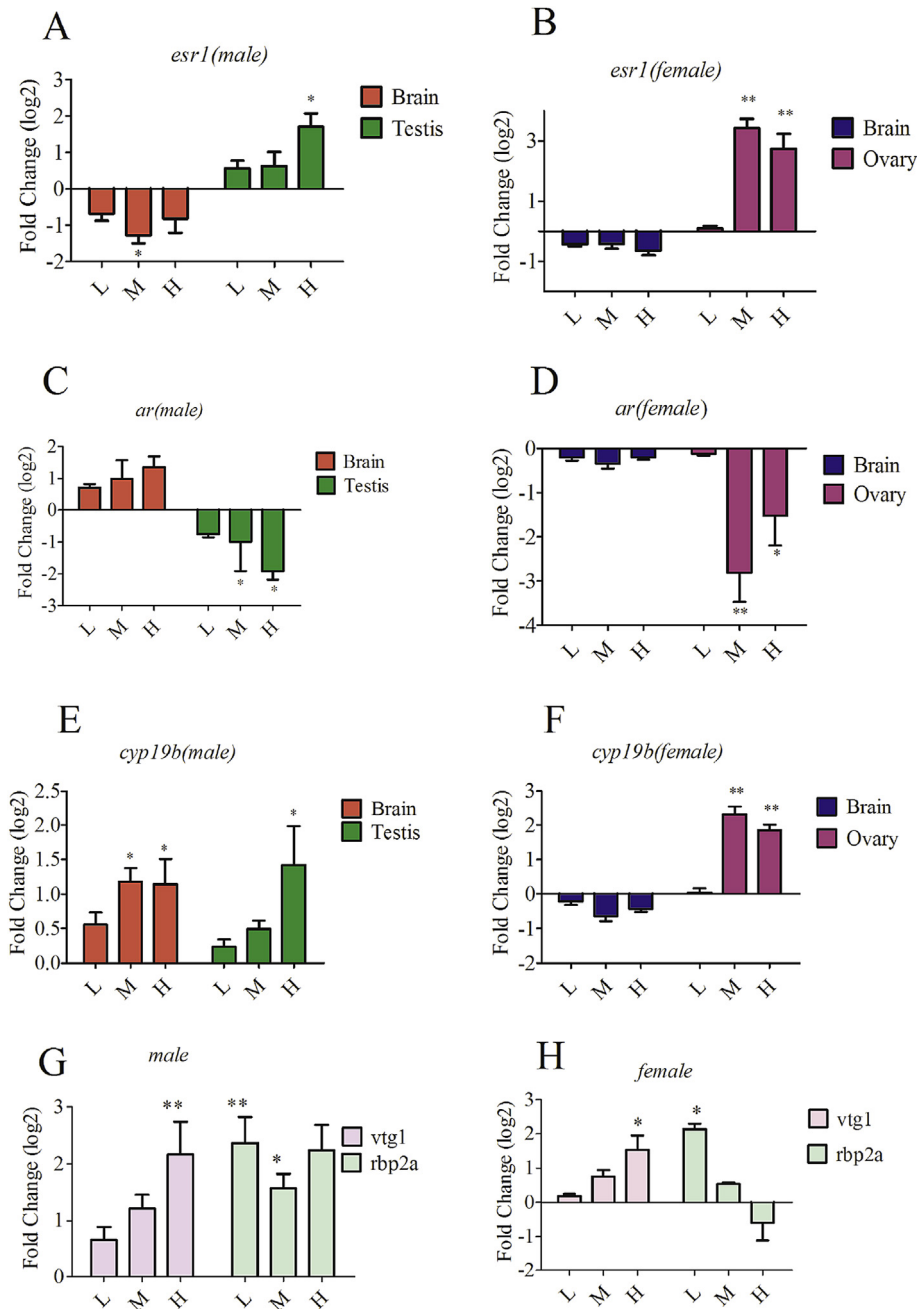 A
esr1(male)
Fold Change (log2)
3
2
1
0
-1
-2
*
*
L M H L M H
Brain
Testis
B
esr1(female)
Fold Change (log2)
3
1
-1
** **
L M H L M H
Brain
Ovary
C
ar(male)
Fold Change (log2)
2
1
0
-1
-2
-3
* *
L M H L M H
Brain
Testis
D
ar(female)
Fold Change (log2)
0
-1
-2
-3
-4
**
*
L M H L M H
Brain
Ovary
E
cyp19b(male)
Fold Change (log2)
2.5
2.0
1.5
1.0
0.5
0.0
* * *
L M H L M H
Brain
Testis
F
cyp19b(female)
Fold Change (log2)
3
2
1
0
-1
-2
** **
L M H L M H
Brain
Ovary
G
male
Fold Change (log2)
3
2
1
0
** ** *
L M H L M H
vtg1
rbp2a
H
female
Fold Change (log2)
3
2
1
0
-1
-2
* *
L M H L M H
vtg1
rbp2a